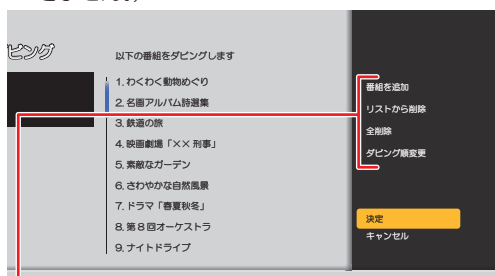 ピング
以下の番組をダビングします
1. わくわく動物めぐり
2. 名画アルバム詩選集
3. 鉄道の旅
4. 映画劇場「×× 刑事」
5. 素敵なガーデン
6. さわやかな自然風景
7. ドラマ「春夏秋冬」
8. 第8回オーケストラ
9. ナイトドライブ
番組を追加
リストから削除
全削除
ダビング順変更
決定
キャンセル